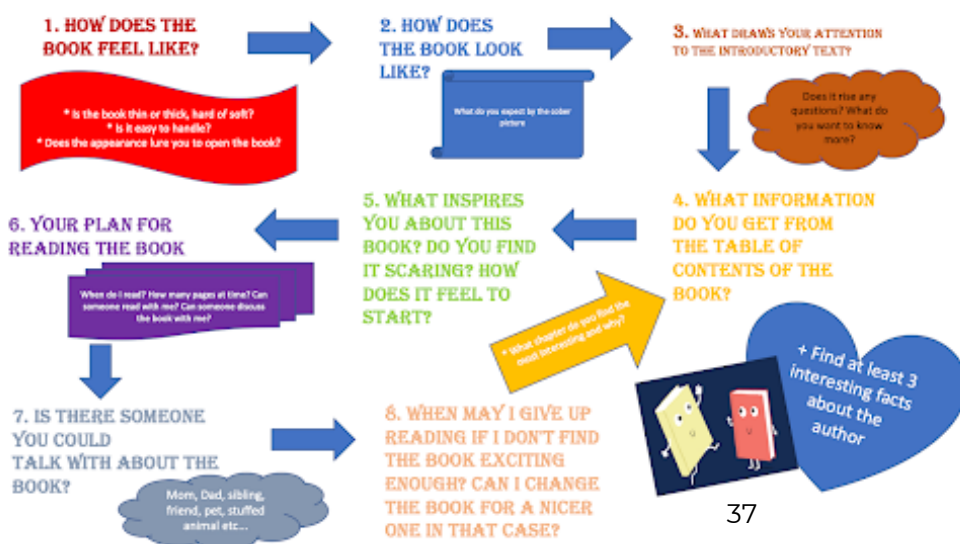 1. HOW DOES THE
BOOK FEEL LIKE?
* Is the book thin or thick, hard of soft?
* Is it easy to handle?
* Does the appearance lure you to open the book?
2. HOW DOES
THE BOOK LOOK
LIKE?
What do you expect by the cober
picture
3. WHAT DRAWS YOUR ATTENTION
TO THE INTRODUCTORY TEXT?
Does it rise any
questions? What do
you want to know
more?
4. WHAT INFORMATION
DO YOU GET FROM
THE TABLE OF
CONTENTS OF THE
BOOK?
* What chapter do you find the
most interesting and why?
5. WHAT INSPIRES
YOU ABOUT THIS
BOOK? DO YOU FIND
IT SCARING? HOW
DOES IT FEEL TO
START?
6. YOUR PLAN FOR
READING THE BOOK
When do I read? How many pages at time? Can
someone read with me? Can someone discuss
the book with me?
7. IS THERE SOMEONE
YOU COULD
TALK WITH ABOUT THE
BOOK?
Mom, Dad, sibling,
friend, pet, stuffed
animal etc...
8. WHEN MAY I GIVE UP
READING IF I DON'T FIND
THE BOOK EXCITING
ENOUGH? CAN I CHANGE
THE BOOK FOR A NICER
ONE IN THAT CASE?
+ Find at least 3
interesting facts
about the
author
37